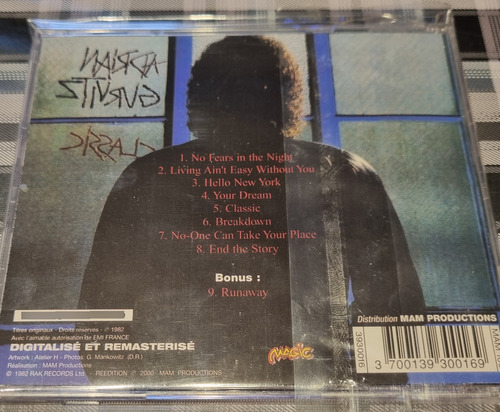 ADRIAN
GURVITZ
CLASSIC
1. No Fears in the Night
2. Living Ain't Easy Without You
3. Hello New York
4. Your Dream
5. Classic
6. Breakdown
7. No-One Can Take Your Place
8. End the Story
Bonus :
9. Runaway
Titres originaux - Droits réservés - ℗ 1982
Avec l'aimable autorisation de EMI FRANCE
DIGITALISÉ ET REMASTERISÉ
Artwork : Atelier H - Photos: G. Mankowitz (D.R.)
Réalisation : MAM Productions
© 1982 RAK RECORDS Ltd - REEDITION ℗ 2000 - MAM PRODUCTIONS
MAGIC
Distribution MAM PRODUCTIONS
3930016
3 700139 300169